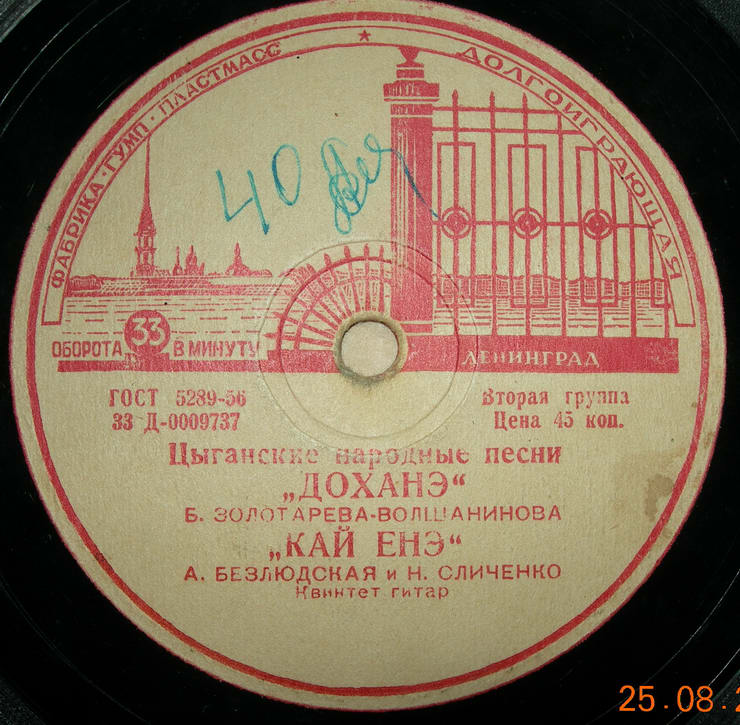 ФАБРИКА · ГУМП · ПЛАСТМАСС * ДОЛГОИГРАЮЩАЯ
40
ОБОРОТА 33 В МИНУТУ
ЛЕНИНГРАД
ГОСТ 5289-56
Вторая группа
33 Д-0009737
Цена 45 коп.
Цыганские народные песни
„ДОХАНЭ“
Б. ЗОЛОТАРЕВА-ВОЛШАНИНОВА
„КАЙ ЕНЭ“
А. БЕЗЛЮДСКАЯ и Н. СЛИЧЕНКО
Квинтет гитар
25.08.